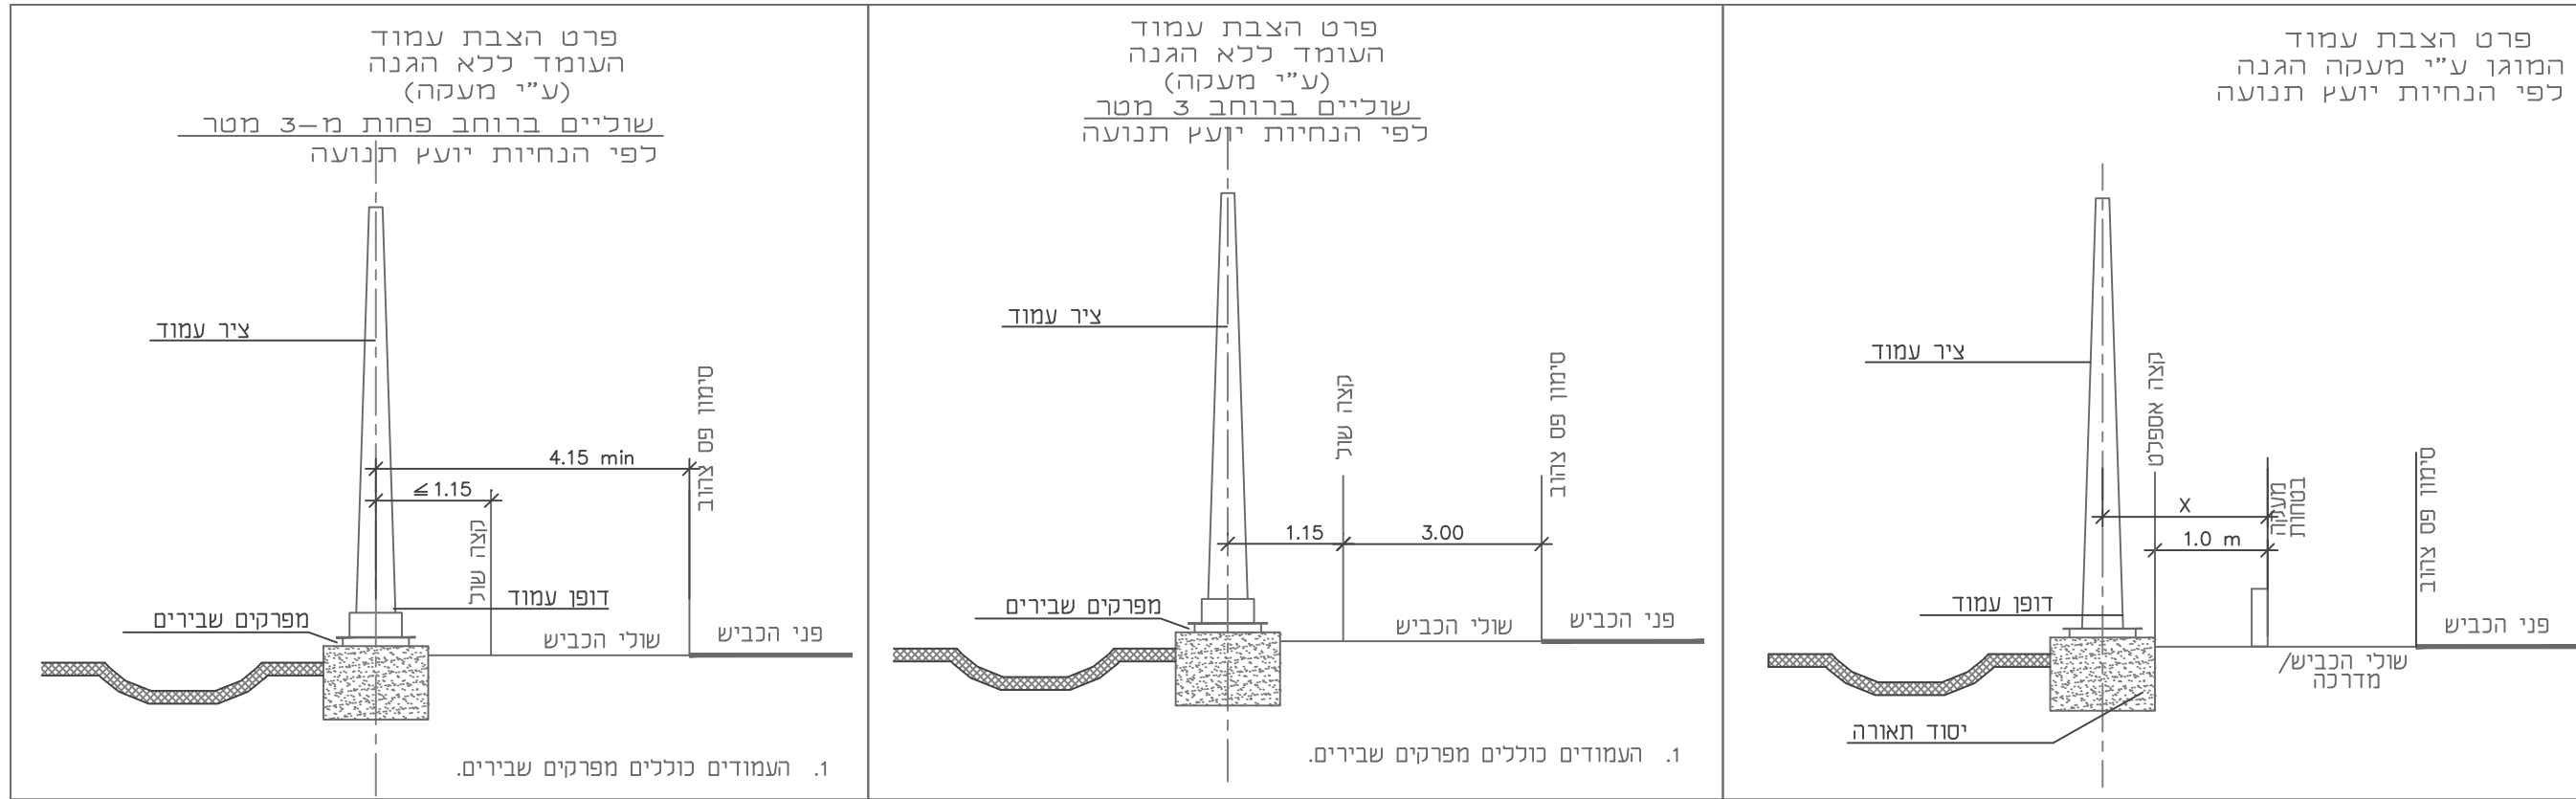 פרט הצבת עמוד
המוגן ע"י מעקה הגנה
לפי הנחיות יועץ תנועה
ציר עמוד
קצה אספלט
סימון פס צהוב
מעקה
בטחות
X
1.0 m
דופן עמוד
פני הכביש
שולי הכביש/
מדרכה
יסוד תאורה
פרט הצבת עמוד
העומד ללא הגנה
(ע"י מעקה)
שוליים ברוחב 3 מטר
לפי הנחיות יועץ תנועה
ציר עמוד
סימון פס צהוב
קצה שול
1.15
3.00
מפרקים שבירים
שולי הכביש
פני הכביש
1. העמודים כוללים מפרקים שבירים.
פרט הצבת עמוד
העומד ללא הגנה
(ע"י מעקה)
שוליים ברוחב פחות מ-3 מטר
לפי הנחיות יועץ תנועה
ציר עמוד
סימון פס צהוב
4.15 min
≤1.15
קצה שול
דופן עמוד
מפרקים שבירים
שולי הכביש
פני הכביש
1. העמודים כוללים מפרקים שבירים.